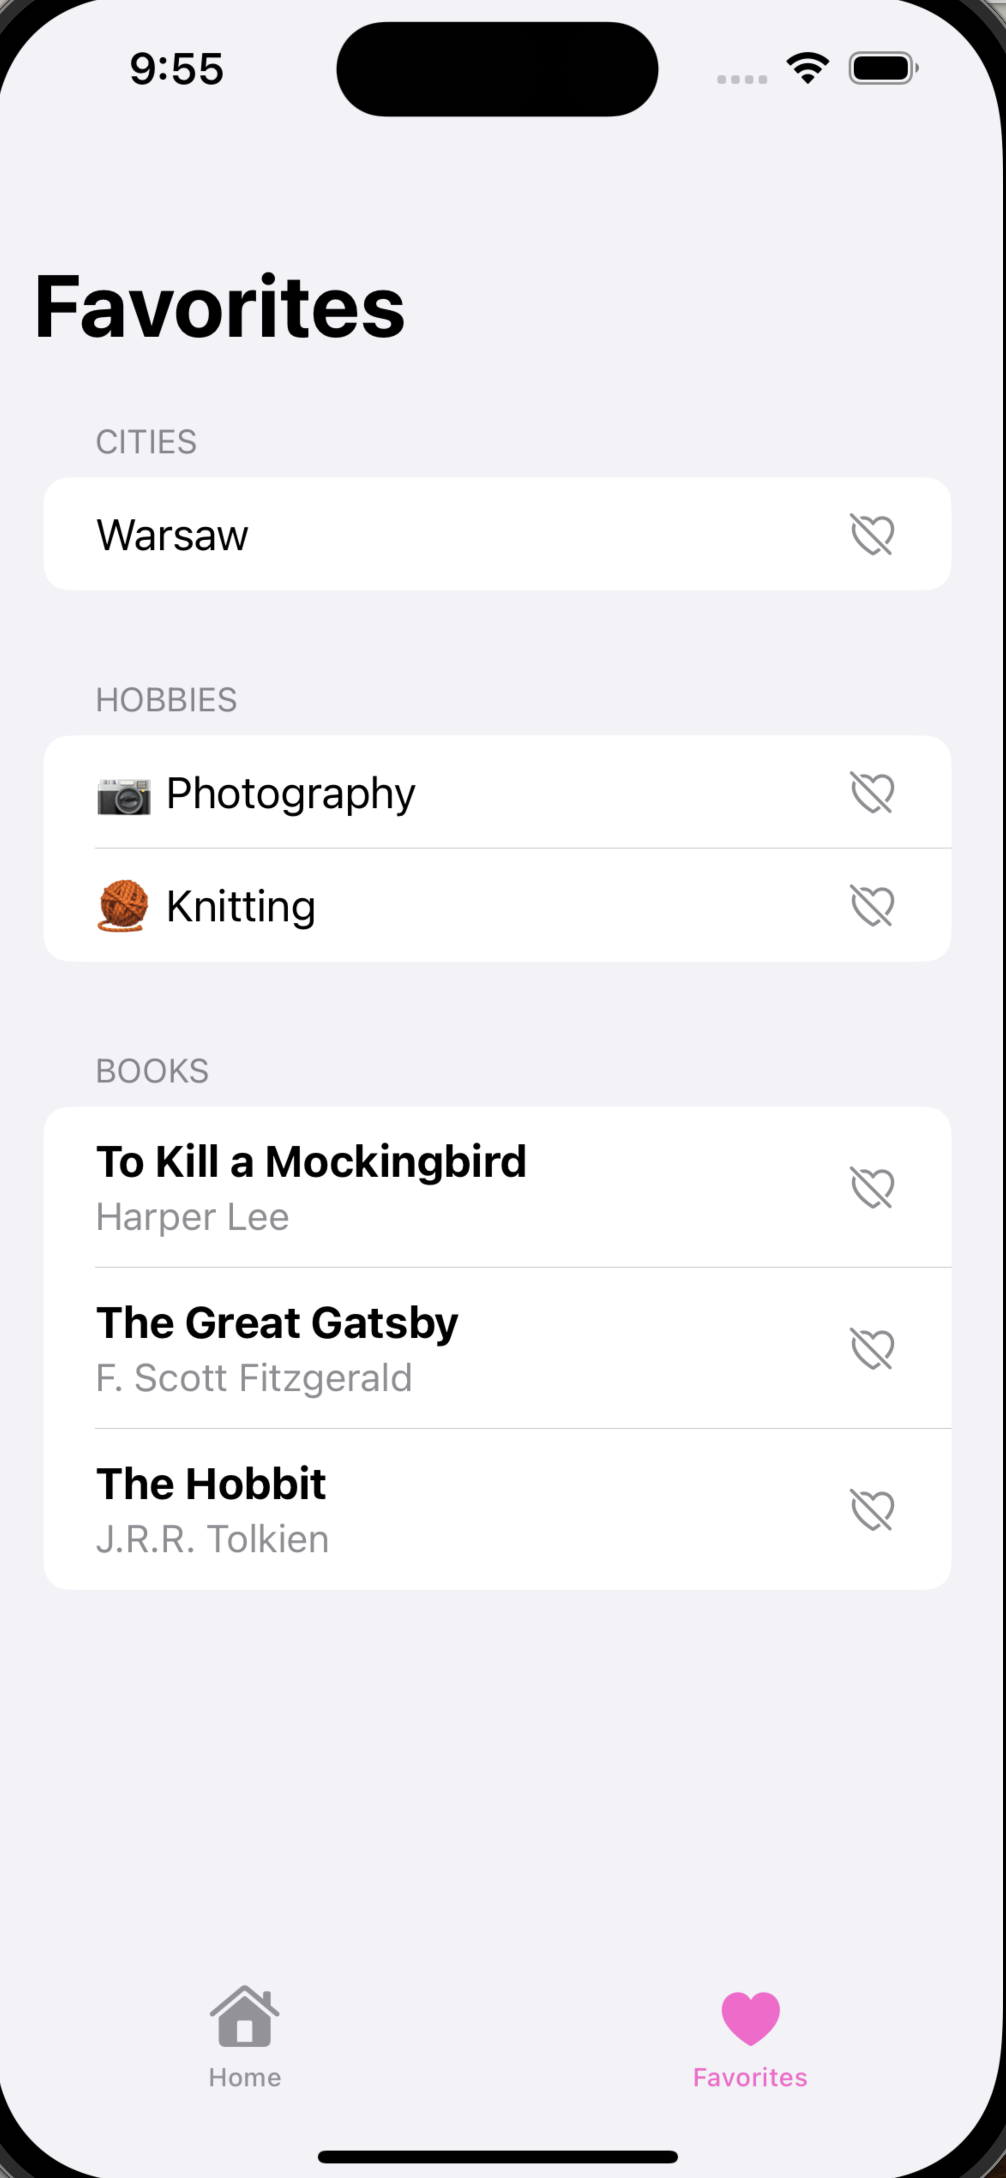 9:55
Favorites
CITIES
Warsaw
HOBBIES
Photography
Knitting
BOOKS
To Kill a Mockingbird
Harper Lee
The Great Gatsby
F. Scott Fitzgerald
The Hobbit
J.R.R. Tolkien
Home
Favorites